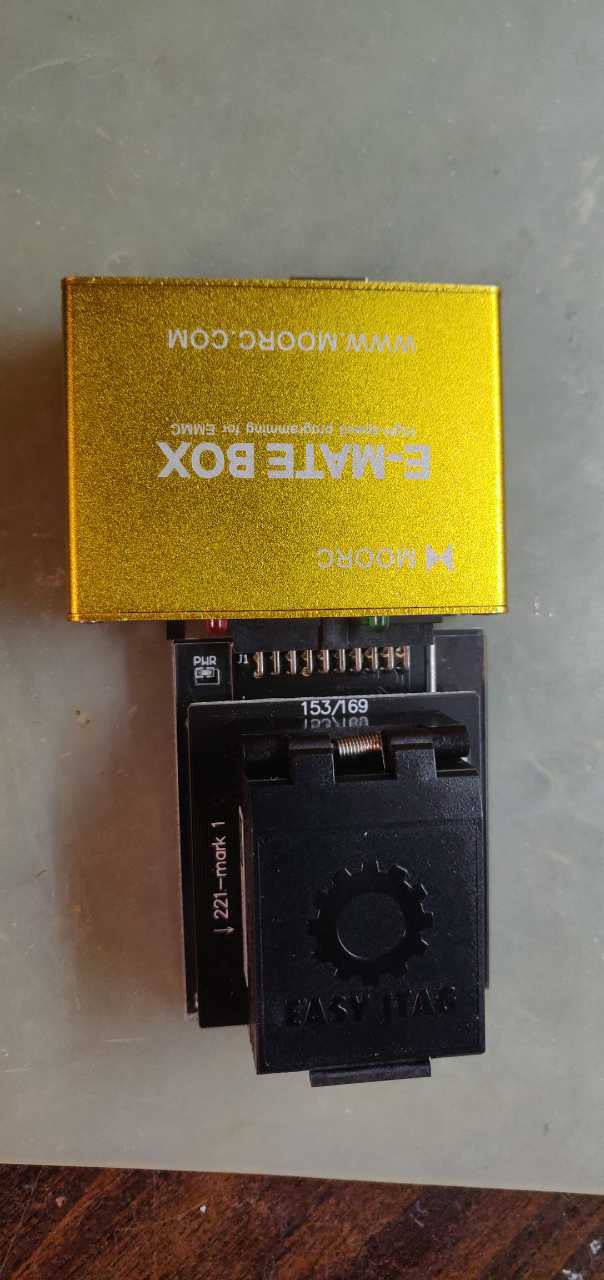 MOORC
E-MATE BOX
High-speed programming for EMMC
WWW.MOORC.COM
PWR
J1
153/169
↓ 221-mark 1
EASY JTAG